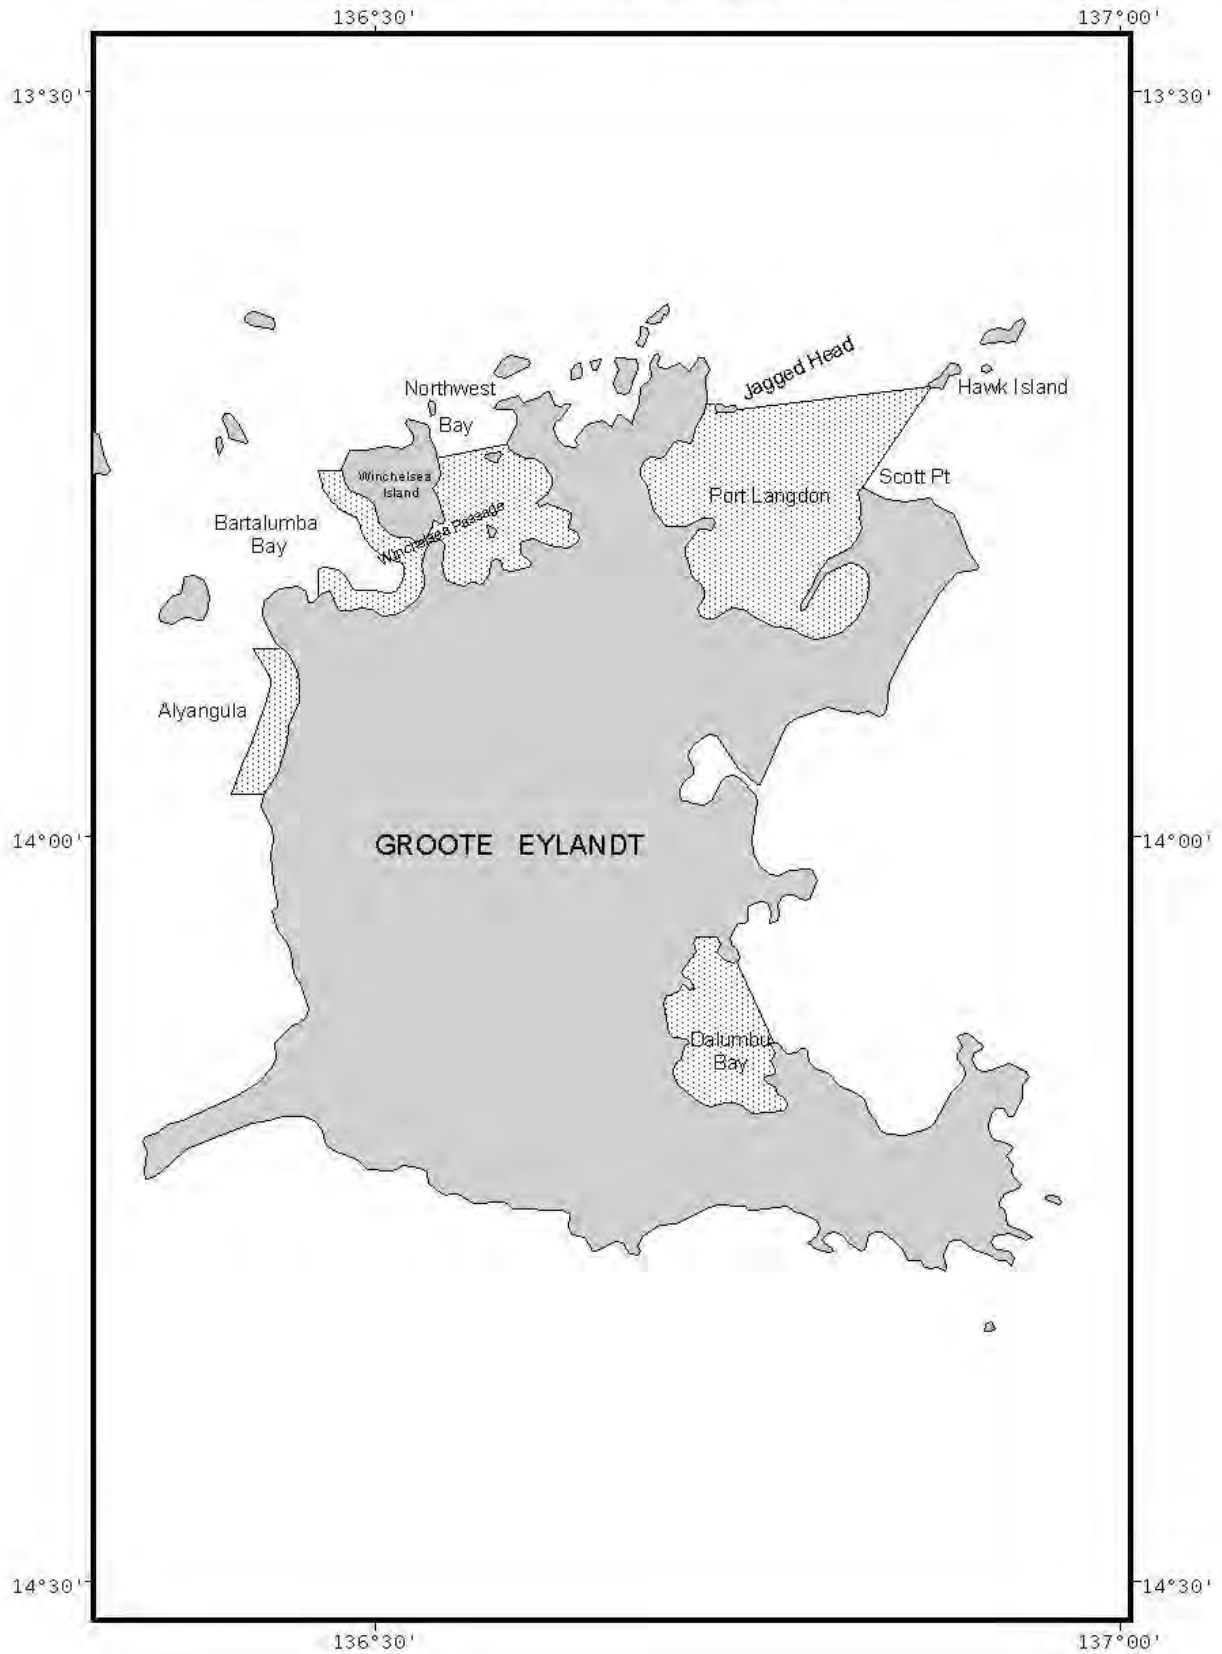 136°30'
137°00'
13°30'
13°30'
Jagged Head
Northwest
Bay
Hawk Island
Winchelsea
Island
Scott Pt
Port Langdon
Winchelsea Passage
Bartalumba
Bay
Alyangula
14°00'
GROOTE EYLANDT
14°00'
Dalumbu
Bay
14°30'
14°30'
136°30'
137°00'